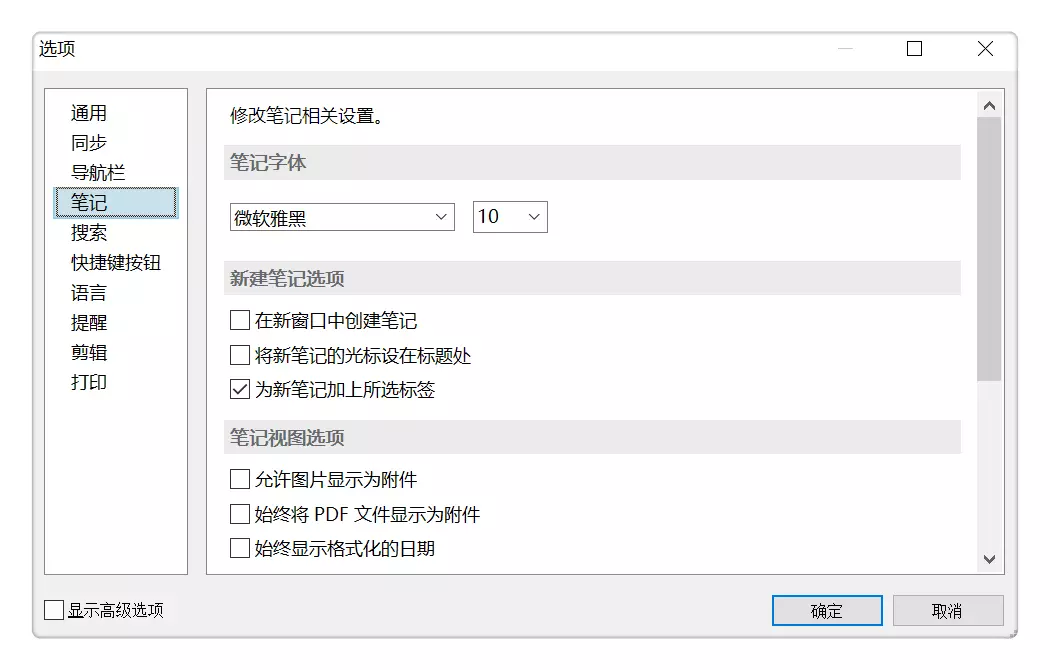 选项
通用
同步
导航栏
笔记
搜索
快捷键按钮
语言
提醒
剪辑
打印
修改笔记相关设置。
笔记字体
微软雅黑 10
新建笔记选项
在新窗口中创建笔记
将新笔记的光标设在标题处
为新笔记加上所选标签
笔记视图选项
允许图片显示为附件
始终将 PDF 文件显示为附件
始终显示格式化的日期
显示高级选项
确定 取消